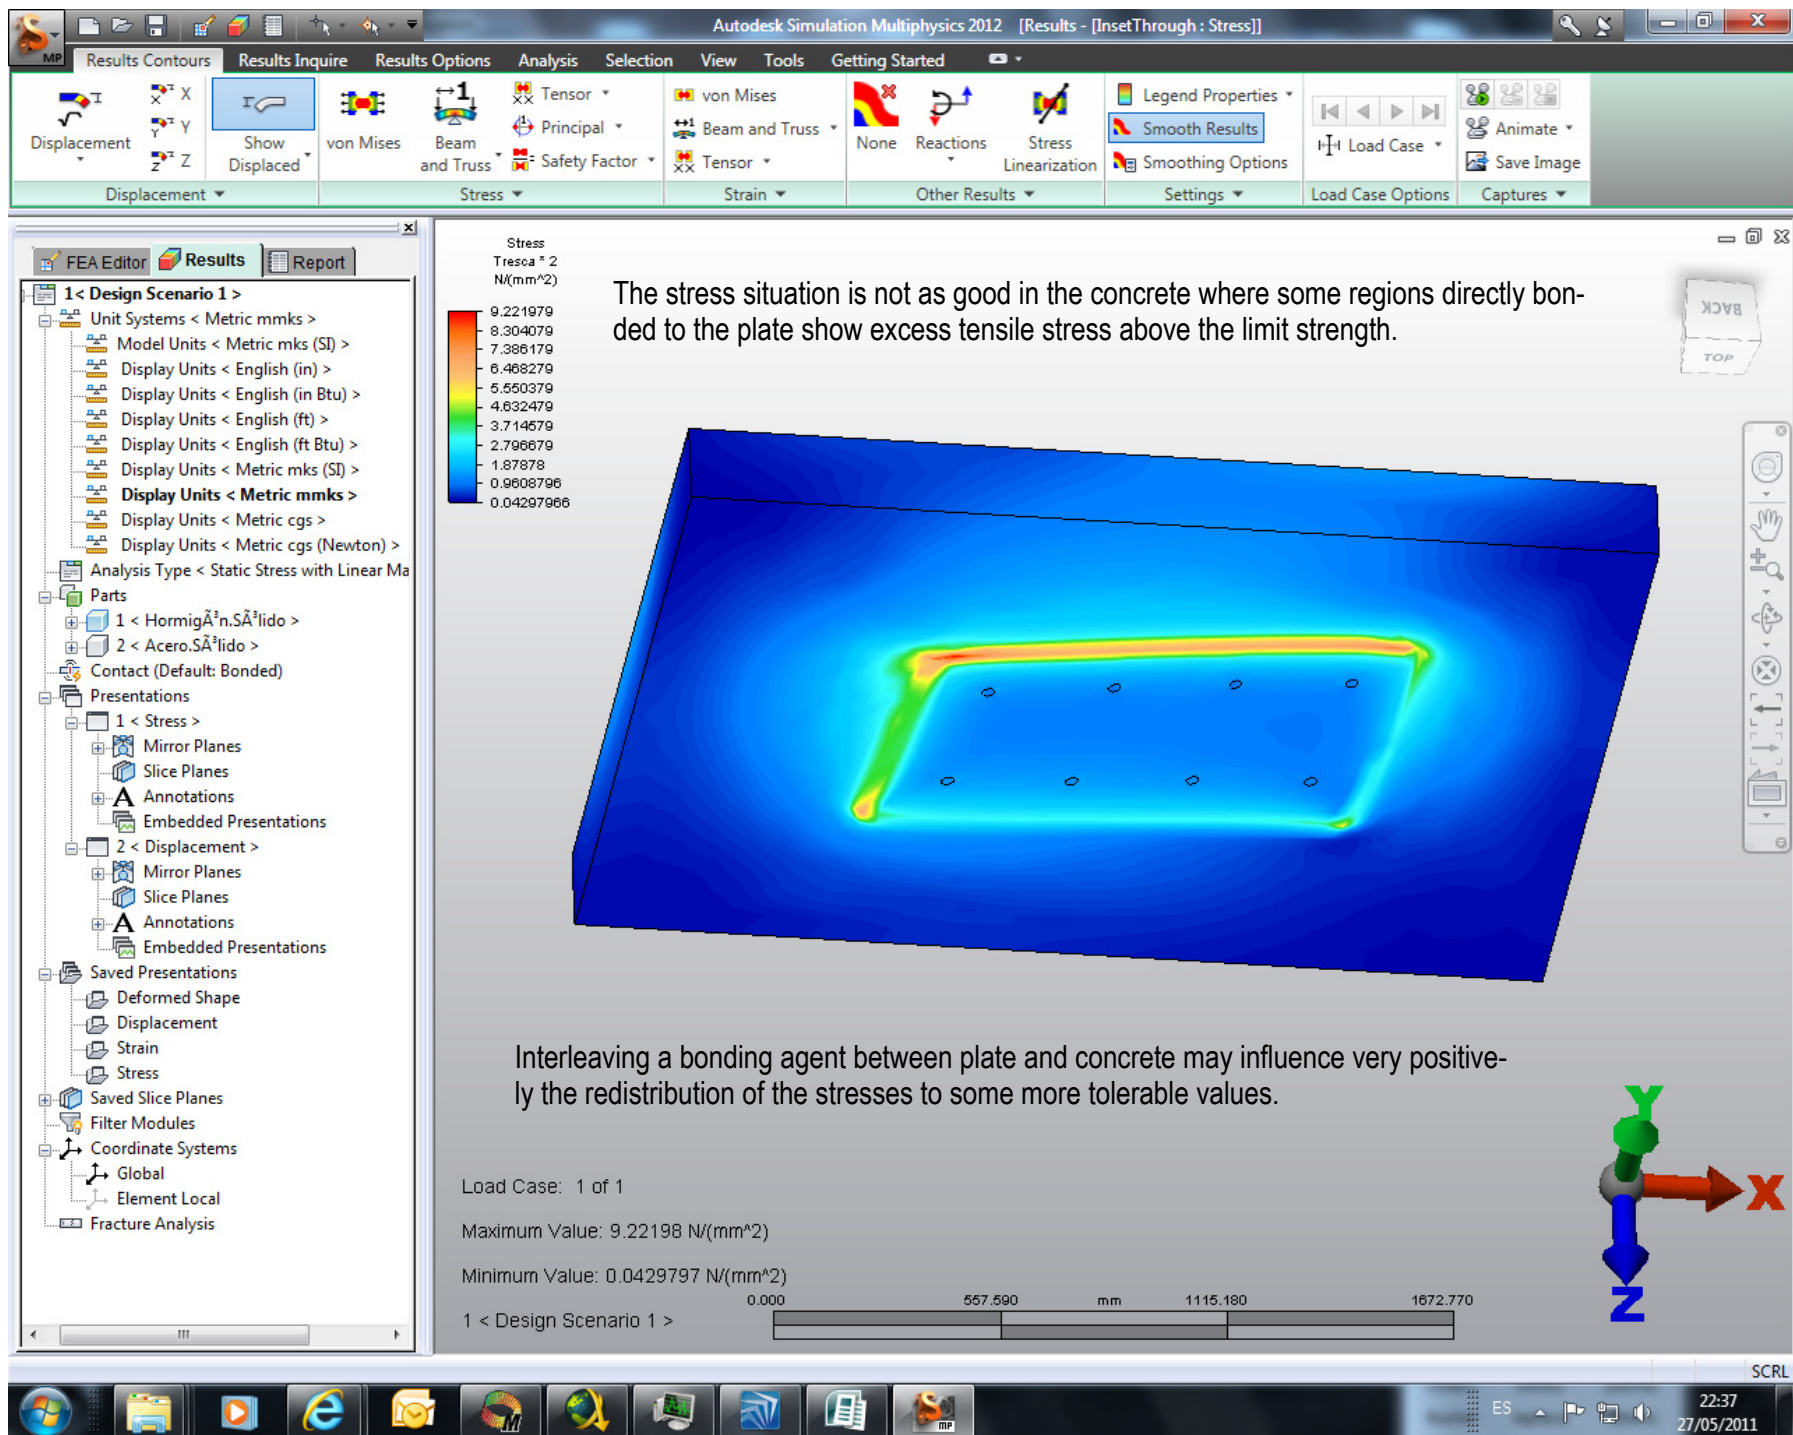 Autodesk Simulation Multiphysics 2012 [Results - [InsetThrough : Stress]]
MP
Results Contours Results Inquire Results Options Analysis Selection View Tools Getting Started
Displacement
X
Y
Z
Show
Displaced
Displacement
von Mises
Beam
and Truss
Tensor
Principal
Safety Factor
Stress
von Mises
Beam and Truss
Tensor
Strain
None
Reactions
Stress
Linearization
Other Results
Legend Properties
Smooth Results
Smoothing Options
Settings
Load Case
Load Case Options
Animate
Save Image
Captures
FEA Editor Results Report
1< Design Scenario 1 >
Unit Systems < Metric mmks >
Model Units < Metric mks (SI) >
Display Units < English (in) >
Display Units < English (in Btu) >
Display Units < English (ft) >
Display Units < English (ft Btu) >
Display Units < Metric mks (SI) >
Display Units < Metric mmks >
Display Units < Metric cgs >
Display Units < Metric cgs (Newton) >
Analysis Type < Static Stress with Linear Ma
Parts
1 < HormigÃ³n.SÃ³lido >
2 < Acero.SÃ³lido >
Contact (Default: Bonded)
Presentations
1 < Stress >
Mirror Planes
Slice Planes
Annotations
Embedded Presentations
2 < Displacement >
Mirror Planes
Slice Planes
Annotations
Embedded Presentations
Saved Presentations
Deformed Shape
Displacement
Strain
Stress
Saved Slice Planes
Filter Modules
Coordinate Systems
Global
Element Local
Fracture Analysis
Stress
Tresca * 2
N/(mm^2)
9.221979
8.304079
7.386179
6.468279
5.550379
4.632479
3.714579
2.796679
1.87878
0.9608796
0.04297966
The stress situation is not as good in the concrete where some regions directly bon-
ded to the plate show excess tensile stress above the limit strength.
BACK
TOP
Interleaving a bonding agent between plate and concrete may influence very positive-
ly the redistribution of the stresses to some more tolerable values.
Load Case: 1 of 1
Maximum Value: 9.22198 N/(mm^2)
Minimum Value: 0.0429797 N/(mm^2)
0.000 557.590 mm 1115.180 1672.770
1 < Design Scenario 1 >
Y
X
Z
SCRL
ES
22:37
27/05/2011